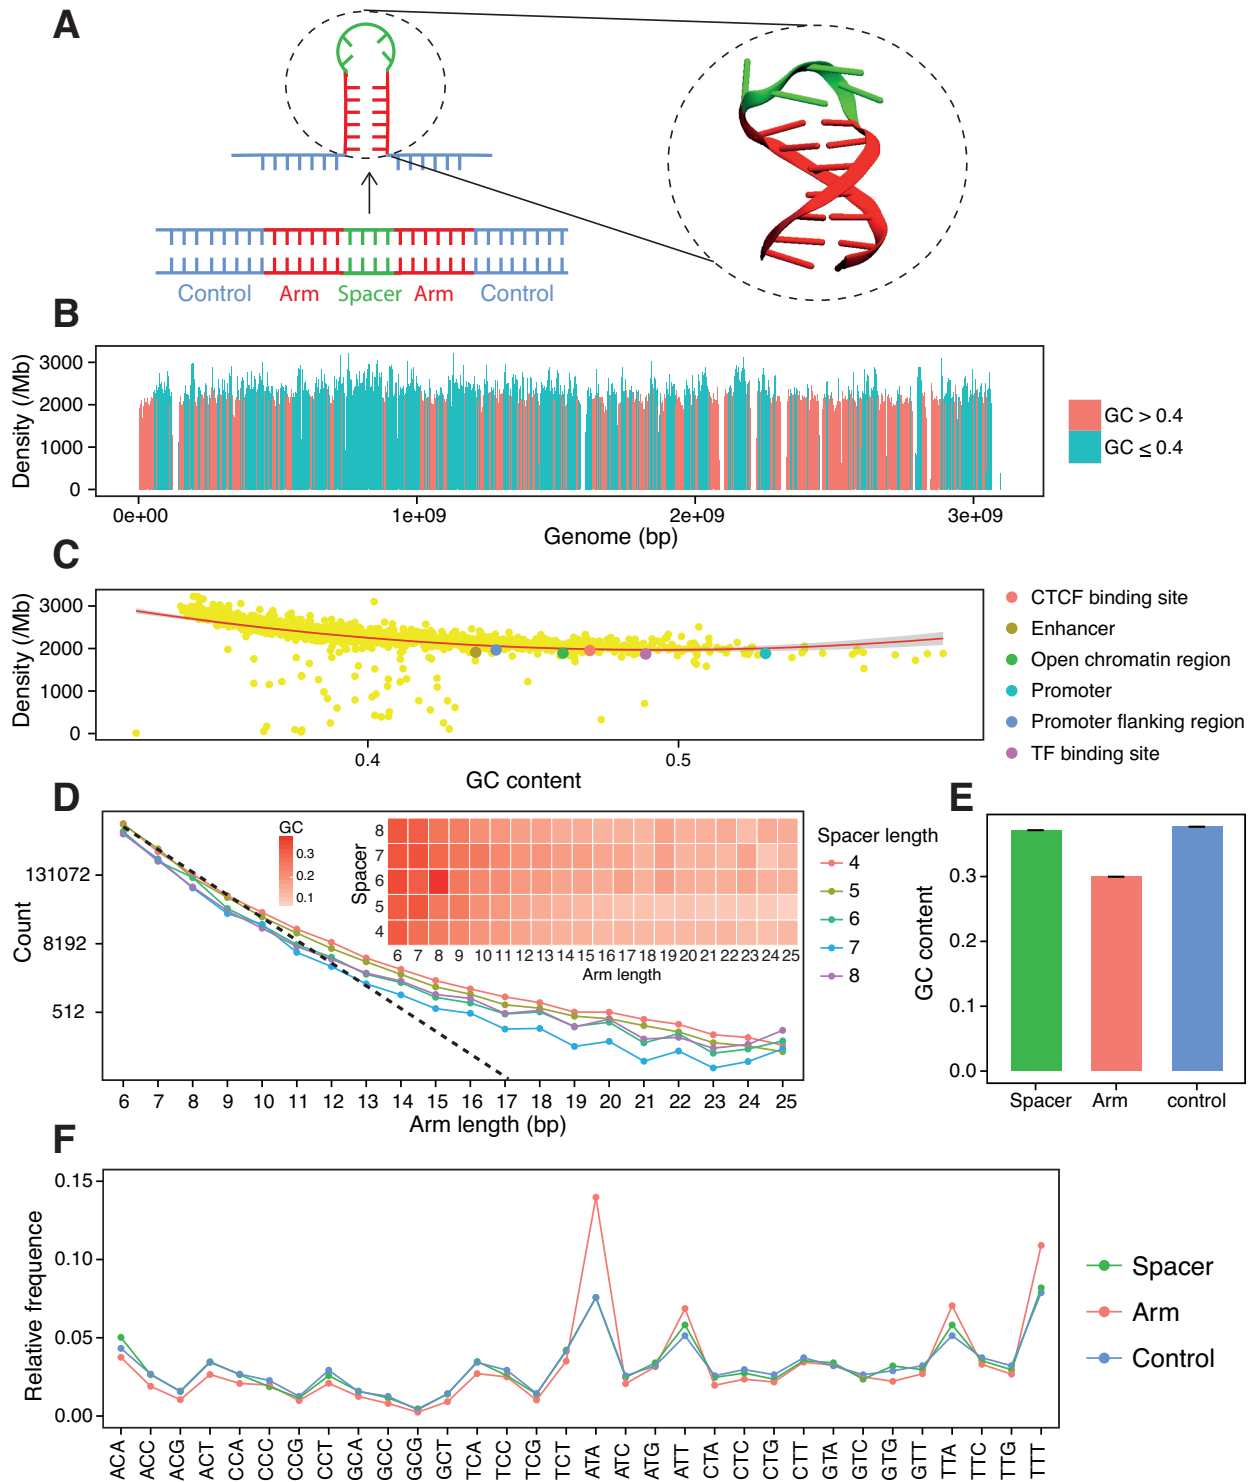 A
Control Arm Spacer Arm Control
B
Density (/Mb)
3000
2000
1000
0
0e+00 1e+09 2e+09 3e+09
Genome (bp)
GC > 0.4
GC ≤ 0.4
C
Density (/Mb)
3000
2000
1000
0
0.4 0.5
GC content
CTCF binding site
Enhancer
Open chromatin region
Promoter
Promoter flanking region
TF binding site
D
Count
131072
8192
512
GC
0.3
0.2
0.1
Spacer
8
7
6
5
4
6 7 8 9 10 11 12 13 14 15 16 17 18 19 20 21 22 23 24 25
Arm length
6 7 8 9 10 11 12 13 14 15 16 17 18 19 20 21 22 23 24 25
Arm length (bp)
Spacer length
4
5
6
7
8
E
GC content
0.3
0.2
0.1
0.0
Spacer Arm control
F
Relative frequence
0.15
0.10
0.05
0.00
ACA ACC ACG ACT CCA CCC CCG CCT GCA GCC GCG GCT TCA TCC TCG TCT ATA ATC ATG ATT CTA CTC CTG CTT GTA GTC GTG GTT TTA TTC TTG TTT
Spacer
Arm
Control